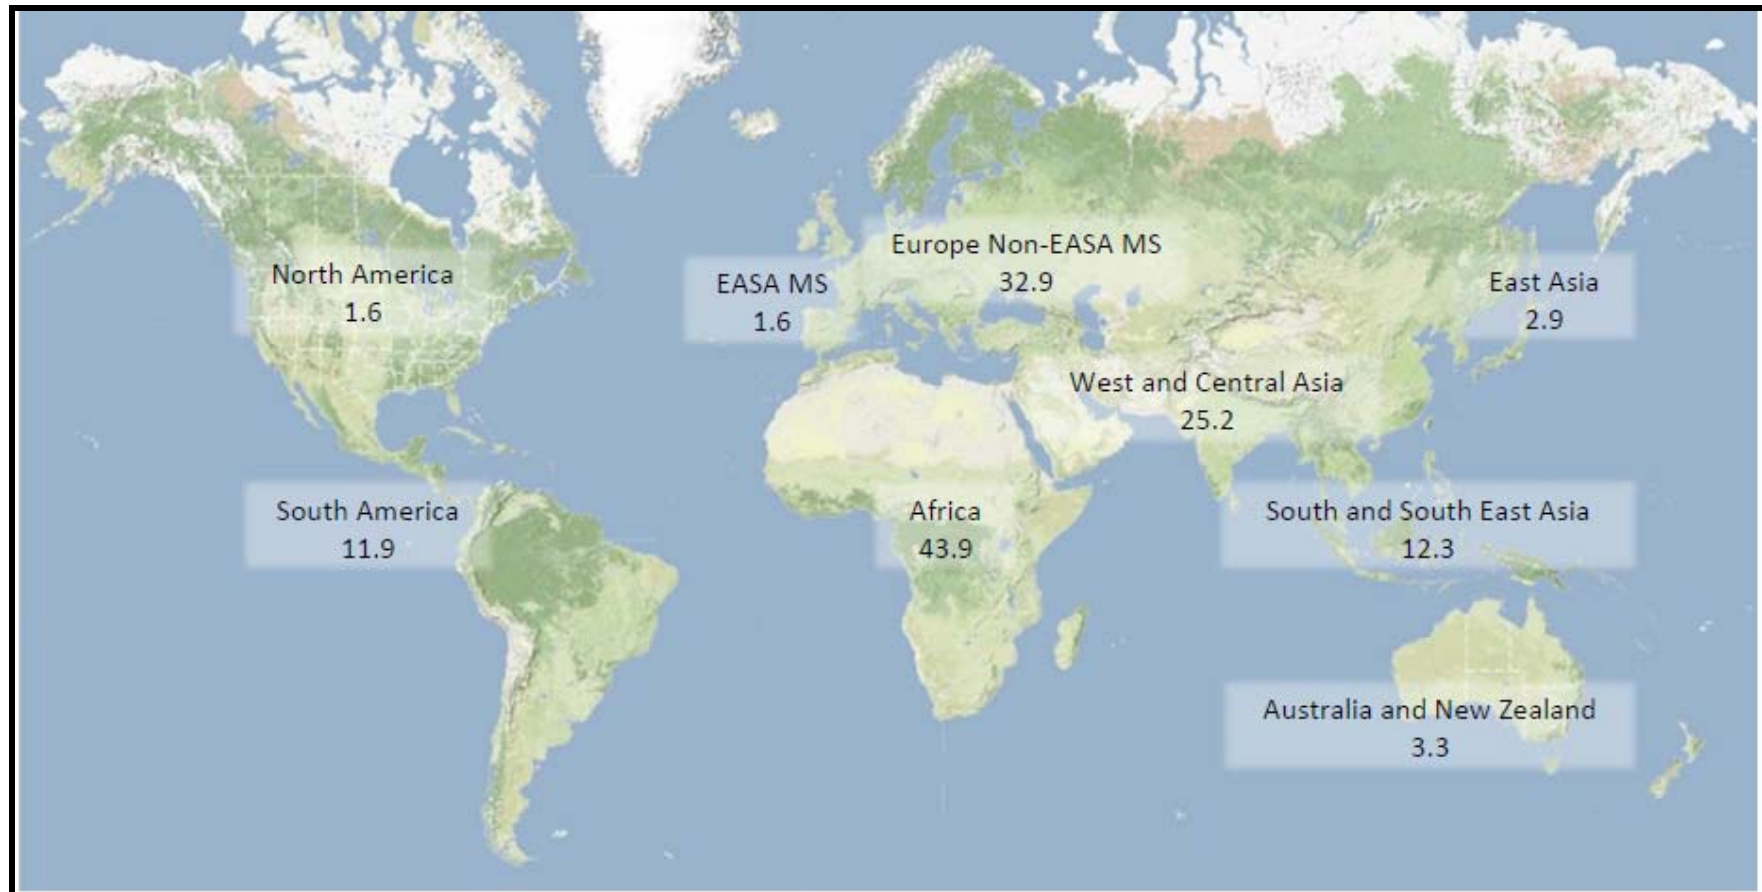 Europe Non-EASA MS
32.9
North America
1.6
EASA MS
1.6
East Asia
2.9
West and Central Asia
25.2
South America
11.9
Africa
43.9
South and South East Asia
12.3
Australia and New Zealand
3.3